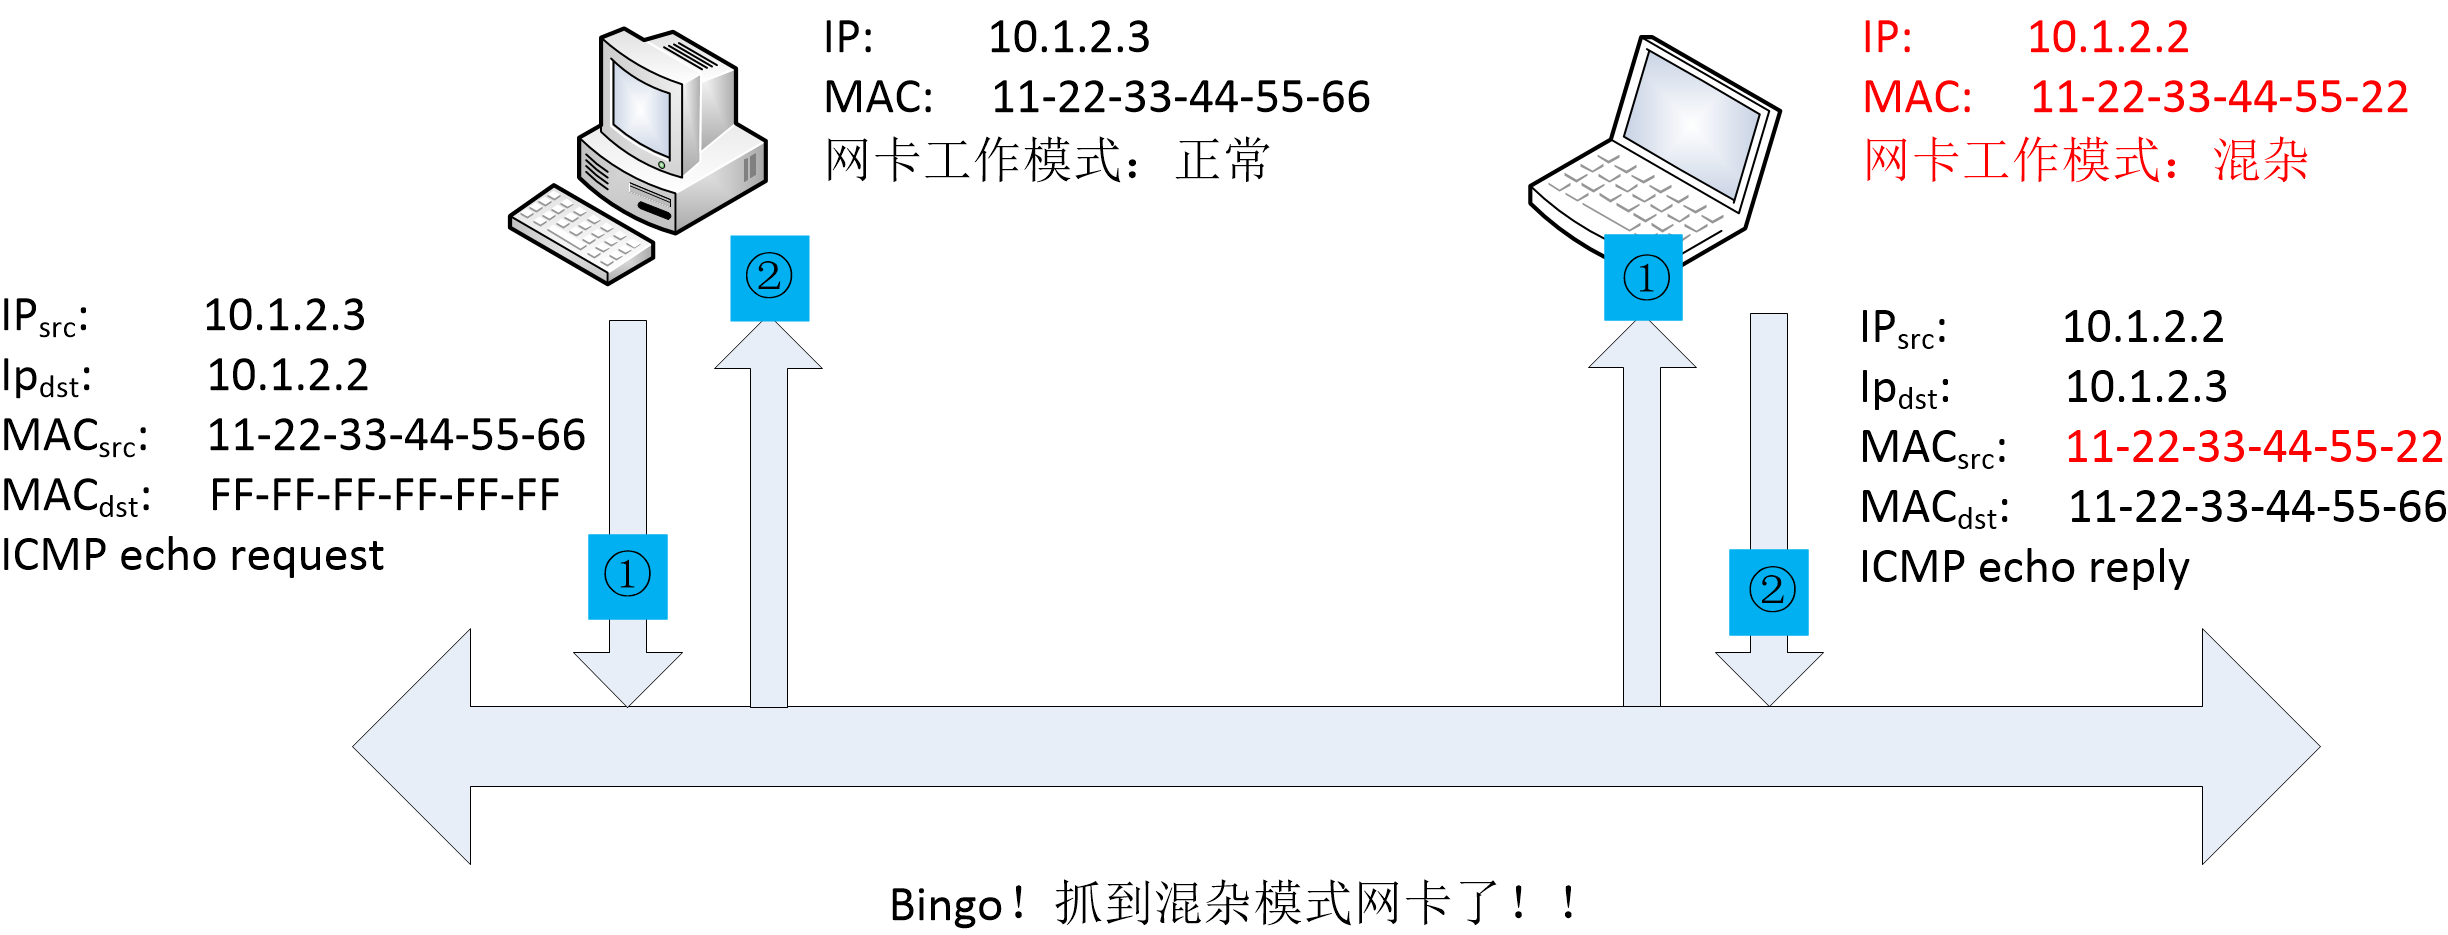 IP: 10.1.2.3
MAC: 11-22-33-44-55-66
网卡工作模式：正常
IP: 10.1.2.2
MAC: 11-22-33-44-55-22
网卡工作模式：混杂
②
①
IPsrc: 10.1.2.3
Ipdst: 10.1.2.2
MACsrc: 11-22-33-44-55-66
MACdst: FF-FF-FF-FF-FF-FF
ICMP echo request
①
IPsrc: 10.1.2.2
Ipdst: 10.1.2.3
MACsrc: 11-22-33-44-55-22
MACdst: 11-22-33-44-55-66
ICMP echo reply
②
Bingo！抓到混杂模式网卡了！！